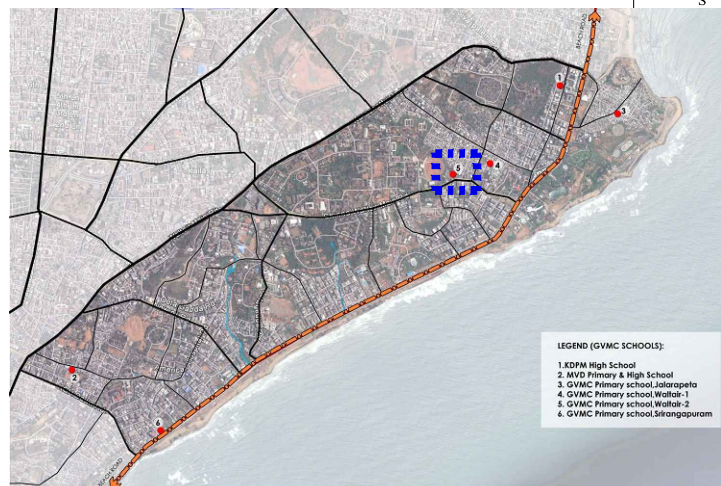 S
BEACH ROAD
1
3
4
5
2
6
BEACH ROAD
LEGEND (GVMC SCHOOLS):
1.KDPM High School
2. MVD Primary & High School
3. GVMC Primary school,Jalarapeta
4. GVMC Primary school,Waltair-1
5. GVMC Primary school,Waltair-2
6. GVMC Primary school,Srirangapuram